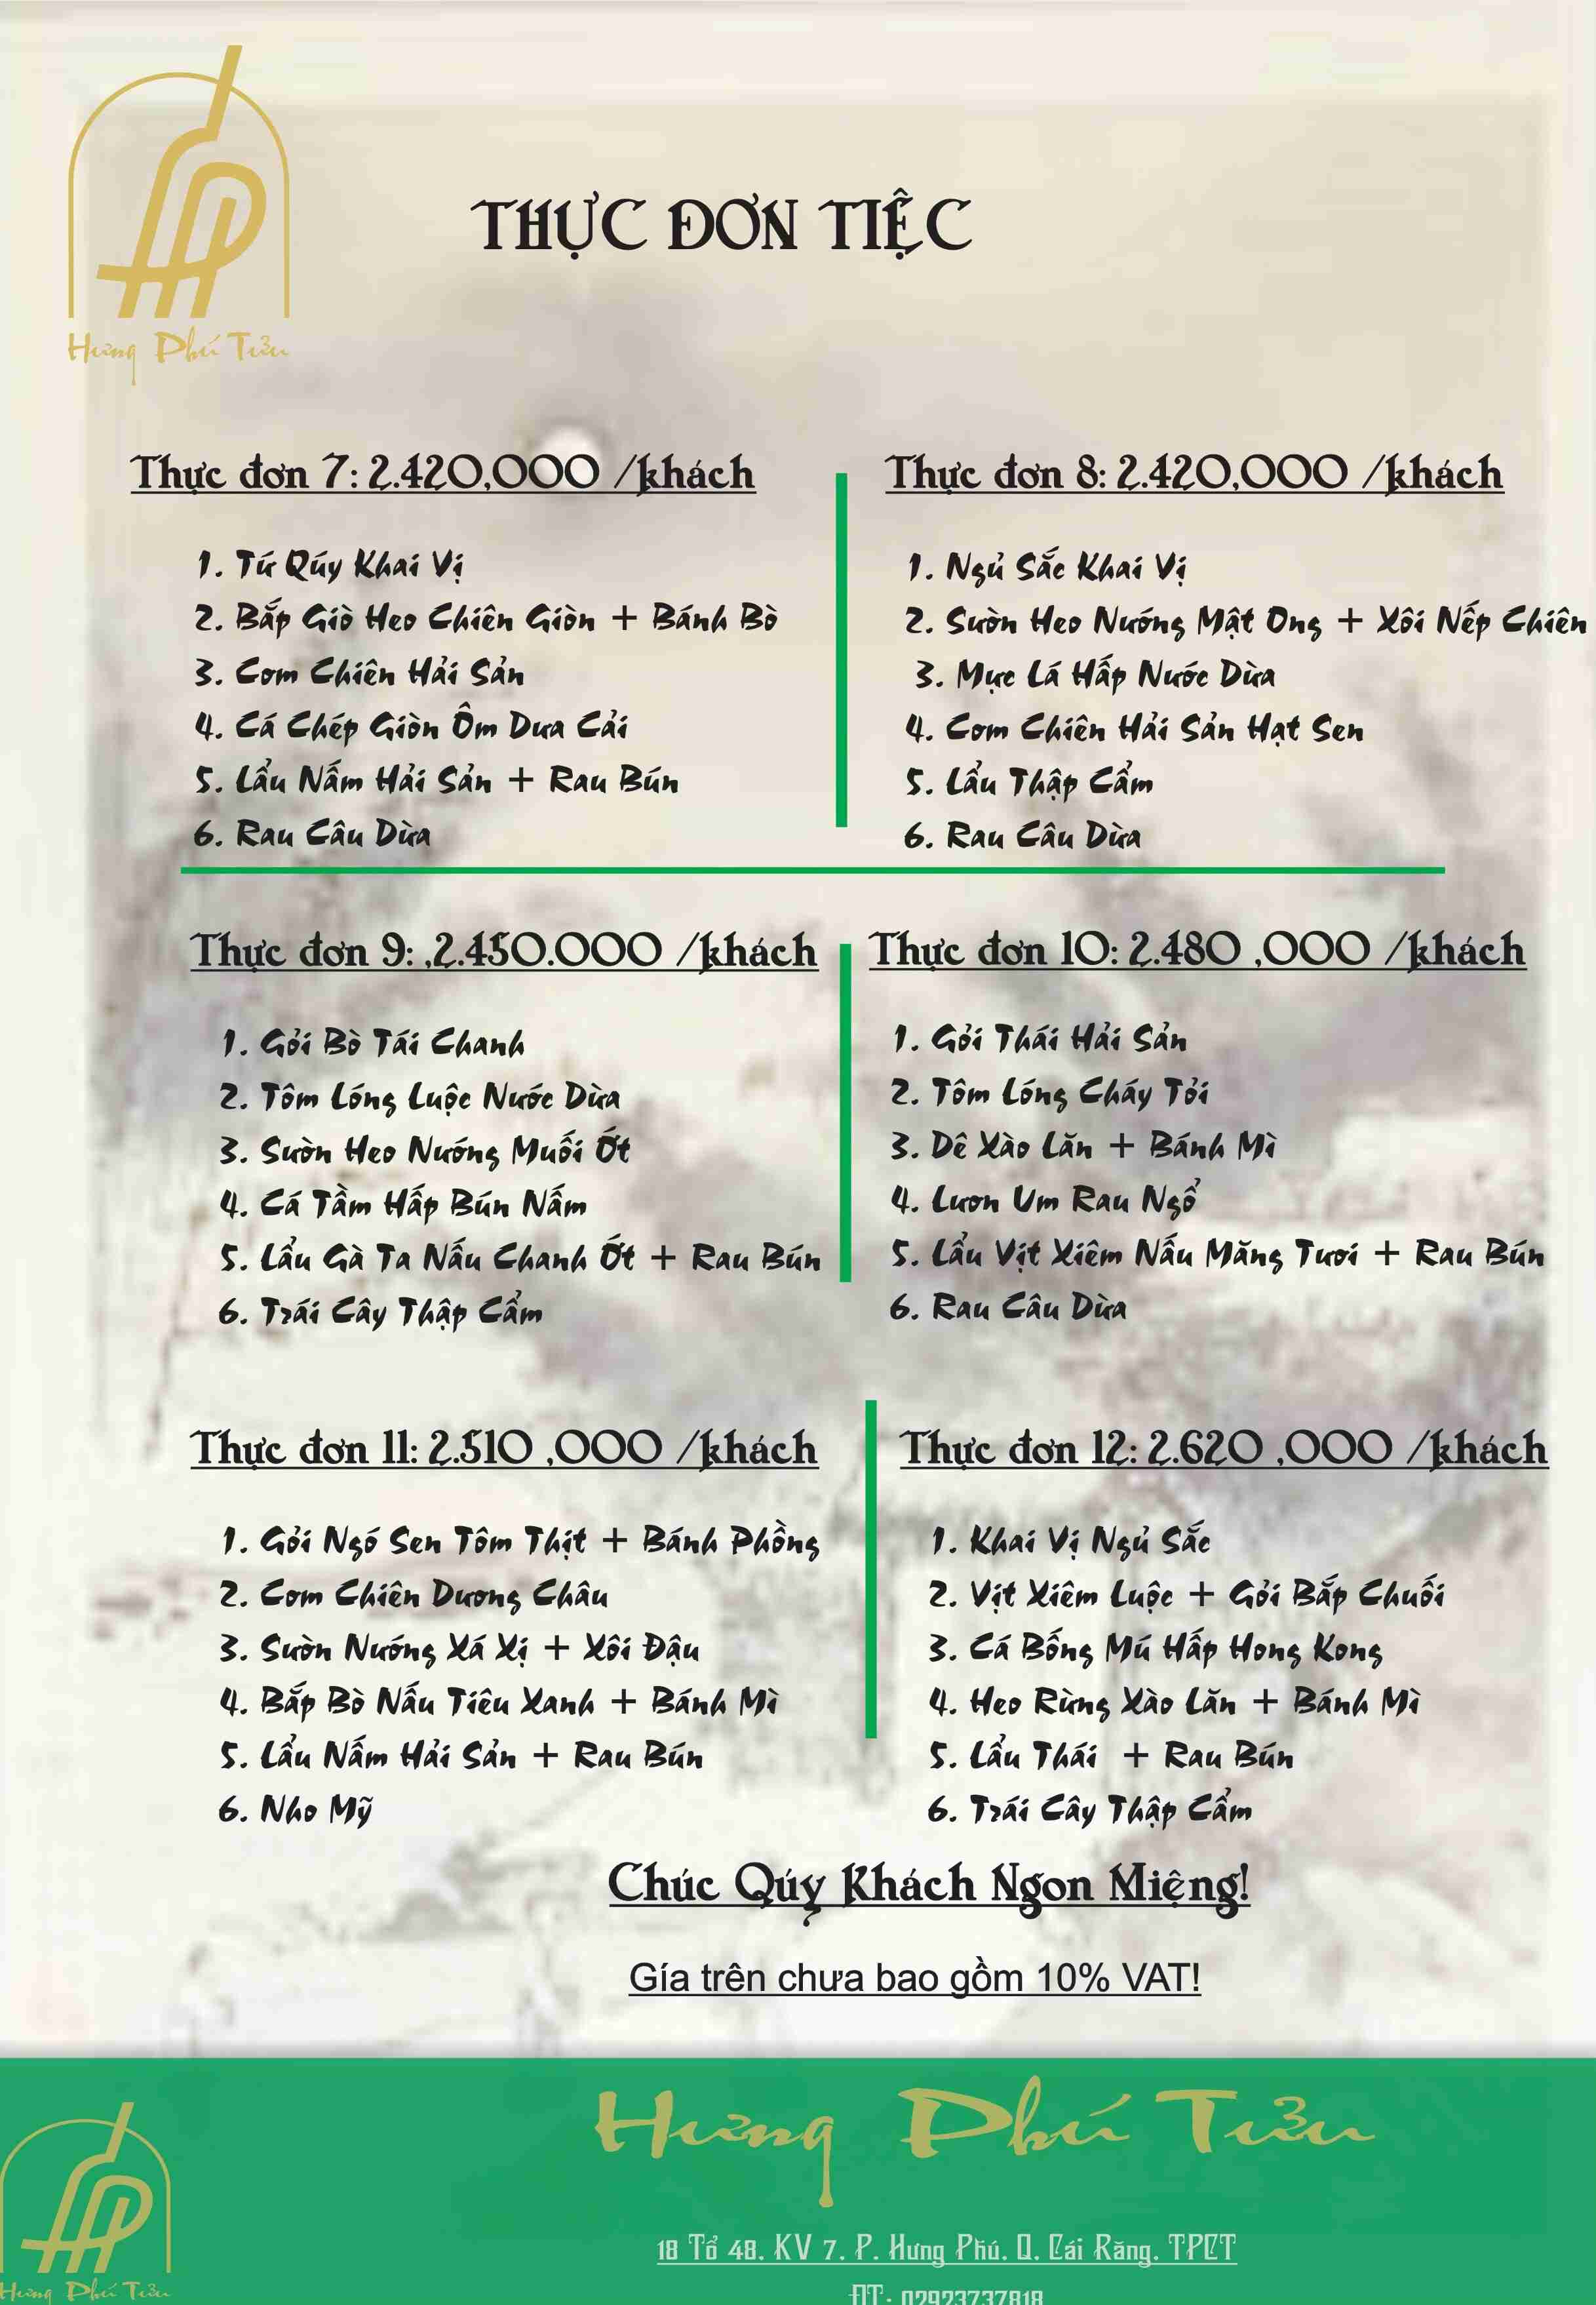 Hưng Phú Tửu
THỰC ĐƠN TIỆC
Thực đơn 7: 2.420,000 /khách
1. Tứ Qúy Khai Vị
2. Bắp Giò Heo Chiên Giòn + Bánh Bò
3. Cơm Chiên Hải Sản
4. Cá Chép Giòn Ôm Dưa Cải
5. Lẩu Nấm Hải Sản + Rau Bún
6. Rau Câu Dừa
Thực đơn 8: 2.420,000 /khách
1. Ngủ Sắc Khai Vị
2. Sườn Heo Nướng Mật Ong + Xôi Nếp Chiên
3. Mực Lá Hấp Nước Dừa
4. Cơm Chiên Hải Sản Hạt Sen
5. Lẩu Thập Cẩm
6. Rau Câu Dừa
Thực đơn 9: ,2.450.000 /khách
1. Gỏi Bò Tái Chanh
2. Tôm Lóng Luộc Nước Dừa
3. Sườn Heo Nướng Muối Ớt
4. Cá Tầm Hấp Bún Nấm
5. Lẩu Gà Ta Nấu Chanh Ớt + Rau Bún
6. Trái Cây Thập Cẩm
Thực đơn 10: 2.480 ,000 /khách
1. Gỏi Thái Hải Sản
2. Tôm Lóng Cháy Tỏi
3. Dê Xào Lăn + Bánh Mì
4. Lươn Um Rau Ngổ
5. Lẩu Vịt Xiêm Nấu Măng Tươi + Rau Bún
6. Rau Câu Dừa
Thực đơn 11: 2.510 ,000 /khách
1. Gỏi Ngó Sen Tôm Thịt + Bánh Phồng
2. Cơm Chiên Dương Châu
3. Sườn Nướng Xá Xị + Xôi Đậu
4. Bắp Bò Nấu Tiêu Xanh + Bánh Mì
5. Lẩu Nấm Hải Sản + Rau Bún
6. Nho Mỹ
Thực đơn 12: 2.620 ,000 /khách
1. Khai Vị Ngủ Sắc
2. Vịt Xiêm Luộc + Gỏi Bắp Chuối
3. Cá Bống Mú Hấp Hong Kong
4. Heo Rừng Xào Lăn + Bánh Mì
5. Lẩu Thái + Rau Bún
6. Trái Cây Thập Cẩm
Chúc Qúy Khách Ngon Miệng!
Gía trên chưa bao gồm 10% VAT!
Hưng Phú Tửu
Hưng Phú Tửu
18 Tổ 48. KV 7. P. Hưng Phú. Q. Cái Răng. TPCT
ĐT: 02923737818